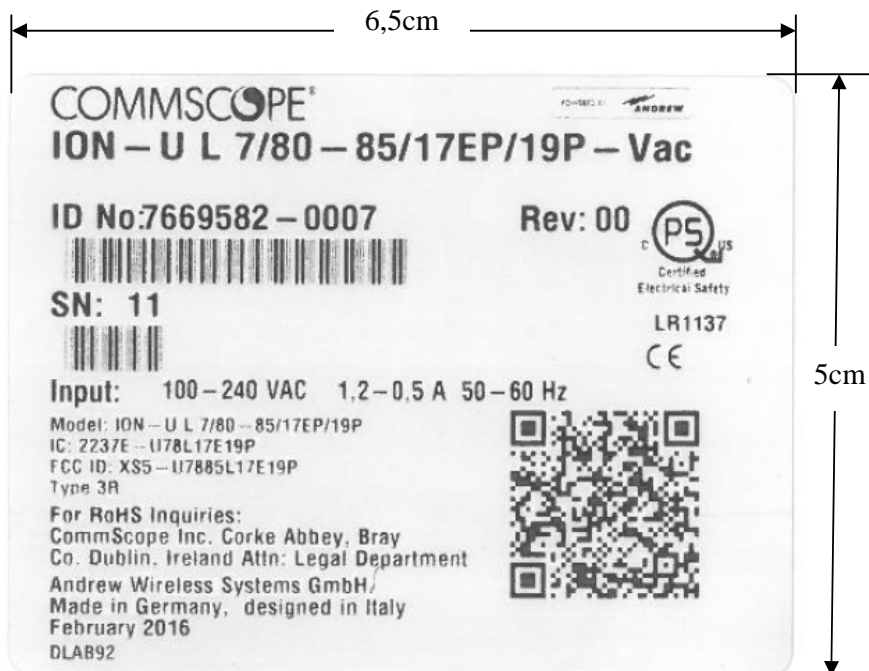 6,5cm
COMMSCOPE®
POWERED BY ANDREW
ION – U L 7/80 – 85/17EP/19P – Vac
ID No:7669582 – 0007
Rev: 00
C PS US
Certified
Electrical Safety
SN: 11
LR1137
CE
5cm
Input: 100 – 240 VAC 1,2 – 0,5 A 50 – 60 Hz
Model: ION – U L 7/80 – 85/17EP/19P
IC: 2237E – U78L17E19P
FCC ID: XS5 – U7885L17E19P
Type 3R
For RoHS Inquiries:
CommScope Inc. Corke Abbey, Bray
Co. Dublin, Ireland Attn: Legal Department
Andrew Wireless Systems GmbH/
Made in Germany, designed in Italy
February 2016
DLAB92